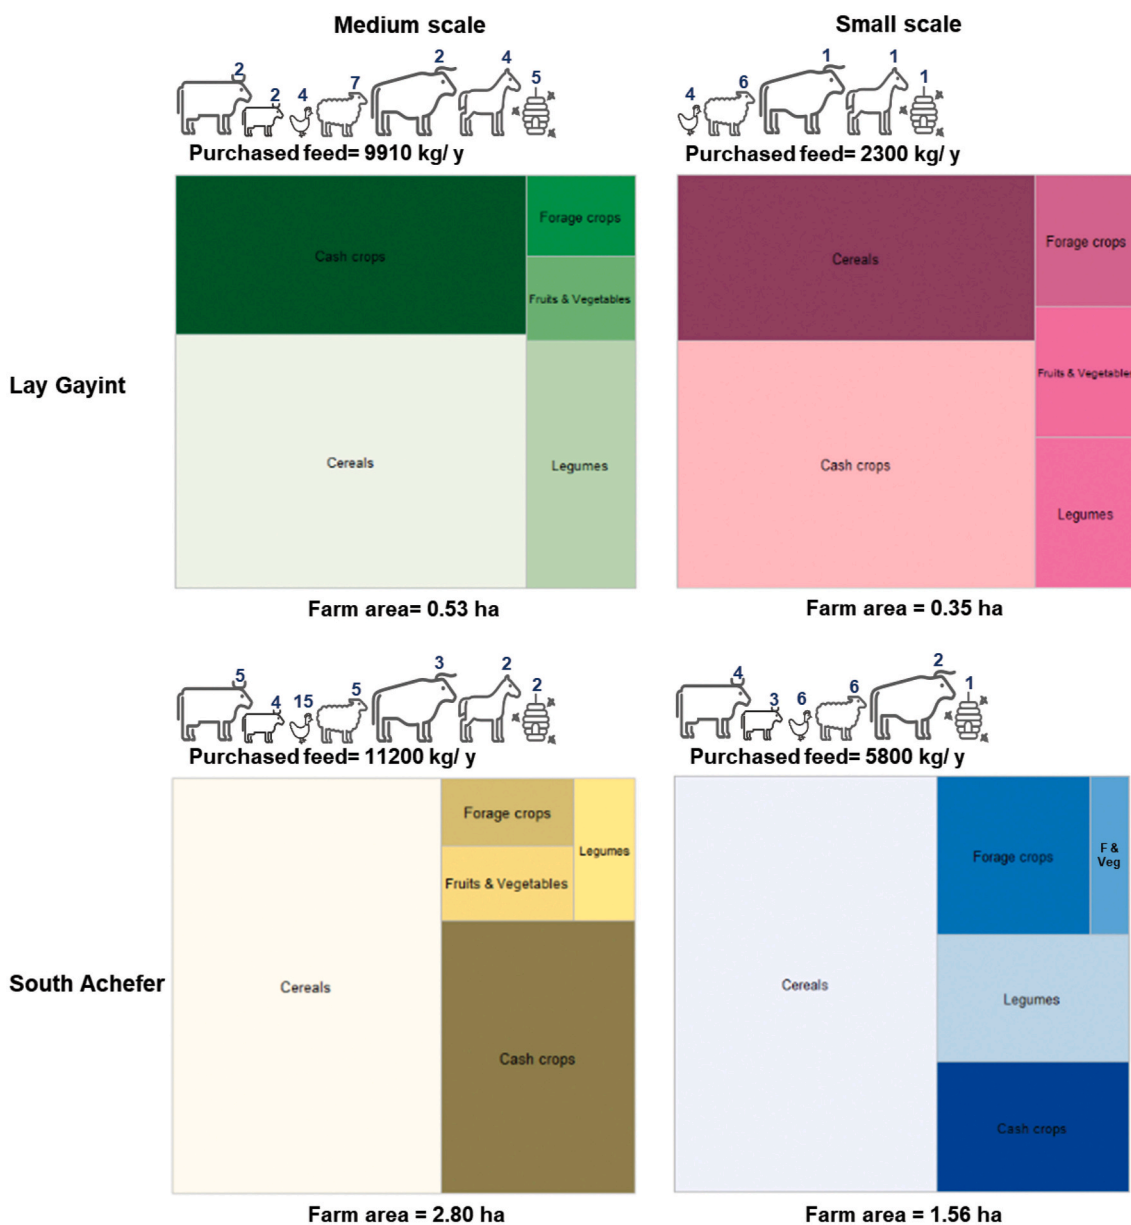 Medium scale
Small scale
2 2 4 7 2 4 5
4 6 1 1 1
Purchased feed= 9910 kg/ y
Purchased feed= 2300 kg/ y
Lay Gayint
Cash crops
Forage crops
Fruits & Vegetables
Cereals
Legumes
Cereals
Forage crops
Fruits & Vegetables
Cash crops
Legumes
Farm area= 0.53 ha
Farm area = 0.35 ha
5 4 15 5 3 2 2
4 3 6 6 2 1
Purchased feed= 11200 kg/ y
Purchased feed= 5800 kg/ y
South Achefer
Cereals
Forage crops
Legumes
Fruits & Vegetables
Cash crops
Cereals
Forage crops
F &
Veg
Legumes
Cash crops
Farm area = 2.80 ha
Farm area = 1.56 ha